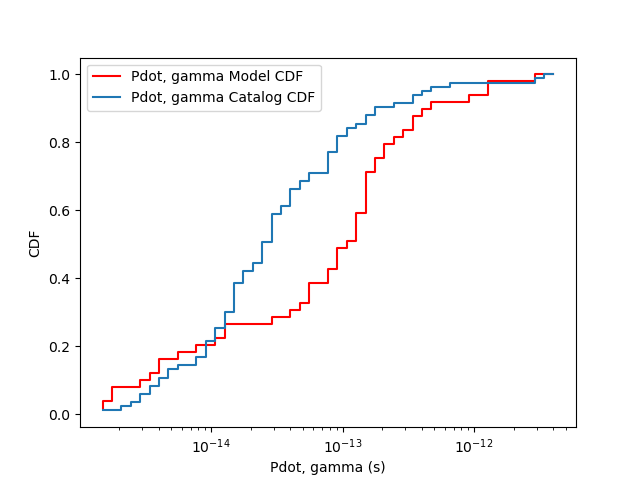 Pdot, gamma Model CDF
Pdot, gamma Catalog CDF
1.0
0.8
0.6
0.4
0.2
0.0
CDF
10⁻¹⁴
10⁻¹³
10⁻¹²
Pdot, gamma (s)